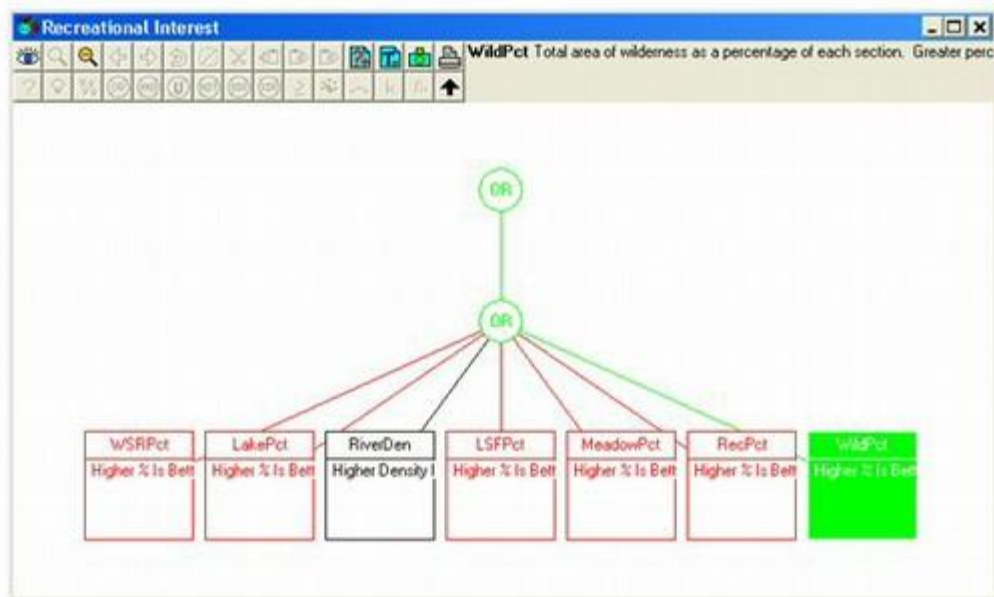 Recreational Interest
WildPct Total area of wilderness as a percentage of each section. Greater perc
OR
OR
WSRPct LakePct RiverDen LSFPct MeadowPct RecPct WildPct
Higher % Is Bett Higher % Is Bett Higher Density I Higher % Is Bett Higher % Is Bett Higher % Is Bett Higher % Is Bett